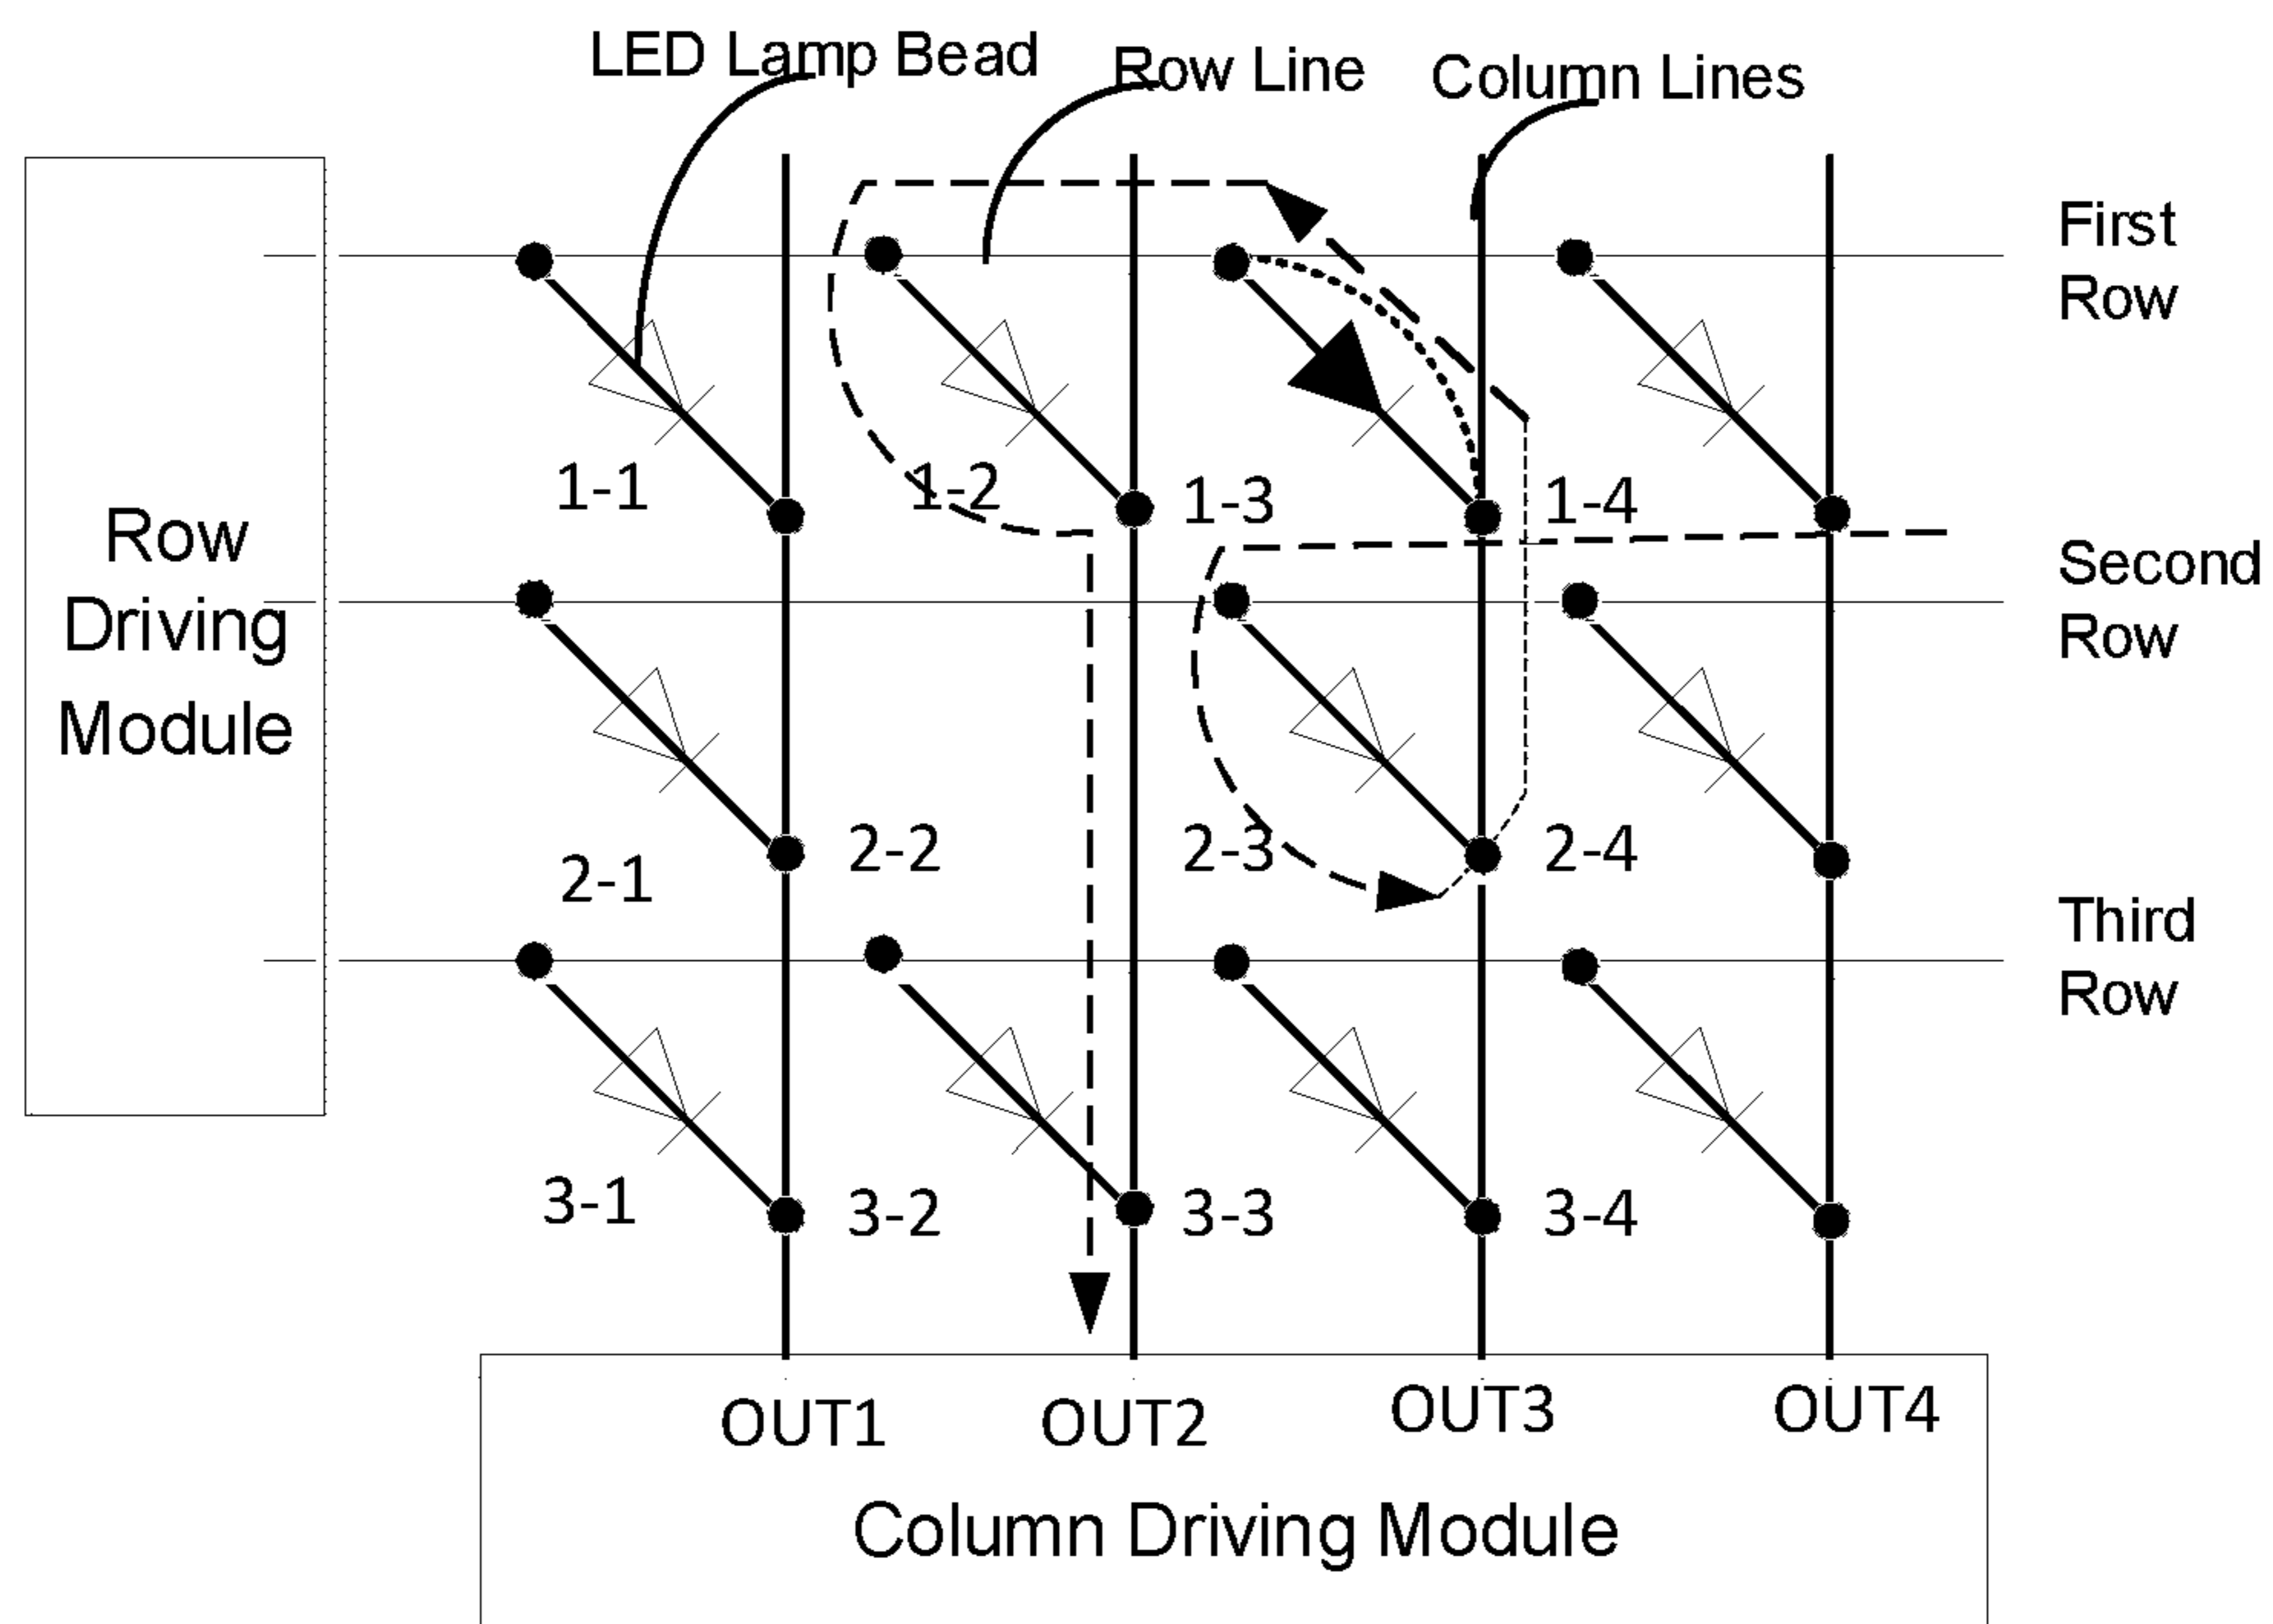 LED Lamp Bead
Row Line
Column Lines
First
Row
1-1
1-2
1-3
1-4
Row
Driving
Module
Second
Row
2-1
2-2
2-3
2-4
Third
Row
3-1
3-2
3-3
3-4
OUT1
OUT2
OUT3
OUT4
Column Driving Module